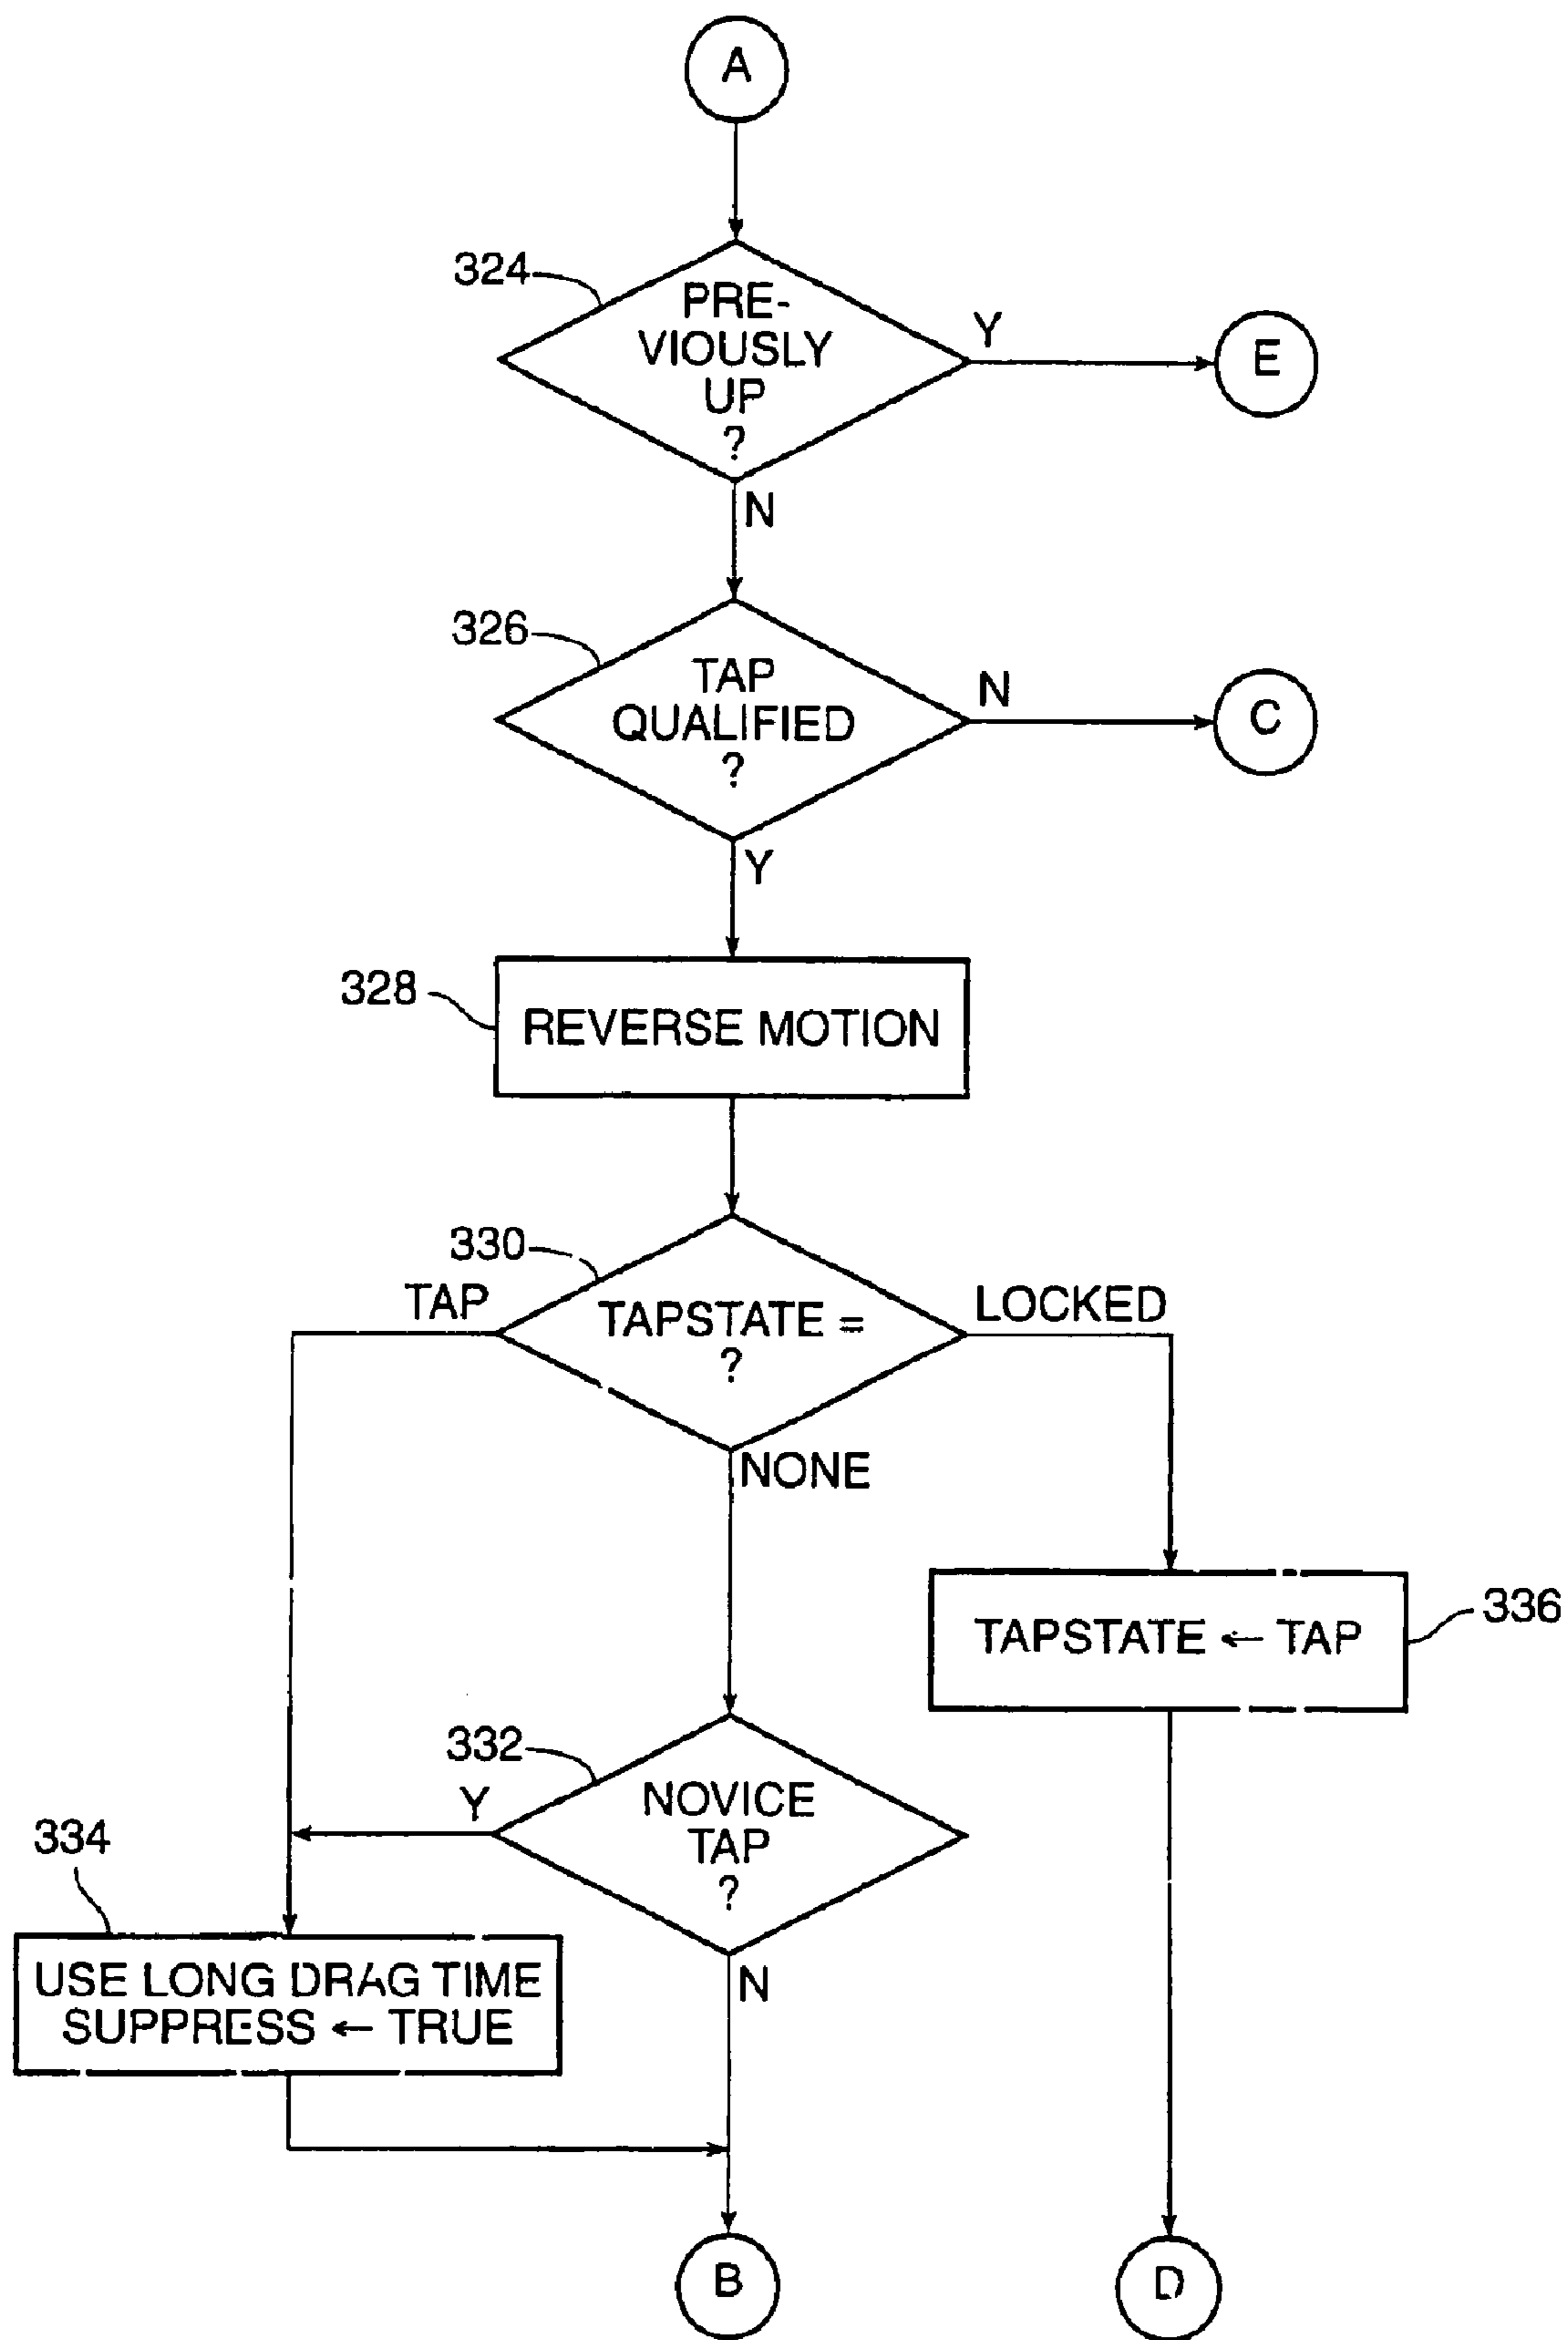 A
324
PRE-
VIOUSLY
UP
?
Y
E
N
326
TAP
QUALIFIED
?
N
C
Y
328
REVERSE MOTION
330
TAP
TAPSTATE =
?
LOCKED
NONE
TAPSTATE ← TAP
336
332
Y
NOVICE
TAP
?
334
N
USE LONG DRAG TIME
SUPPRESS ← TRUE
B
D